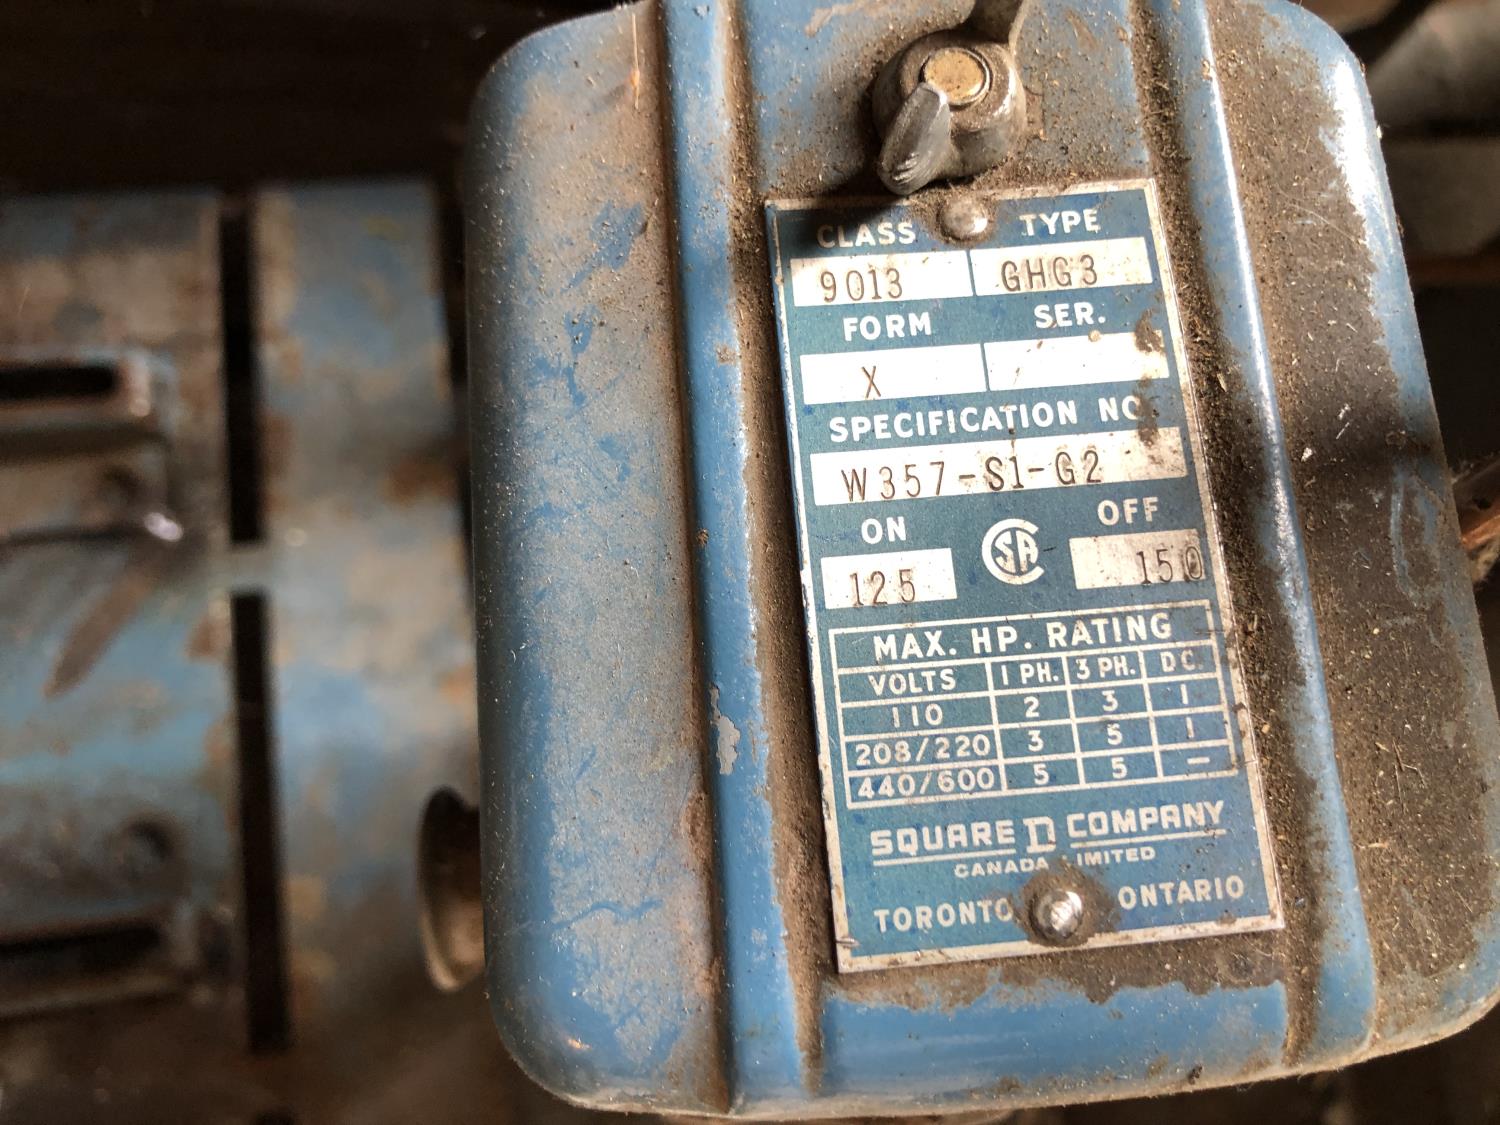 CLASS TYPE
9013 GHG3
FORM SER.
X
SPECIFICATION NO
W357-S1-G2
ON CSA OFF
125 150
MAX. HP. RATING
VOLTS 1 PH. 3 PH. DC.
110 2 3 1
208/220 3 5 1
440/600 5 5 –
SQUARE D COMPANY
CANADA LIMITED
TORONTO ONTARIO